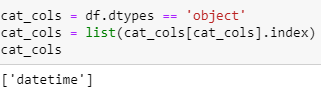 cat_cols = df.dtypes == 'object'
cat_cols = list(cat_cols[cat_cols].index)
cat_cols
['datetime']